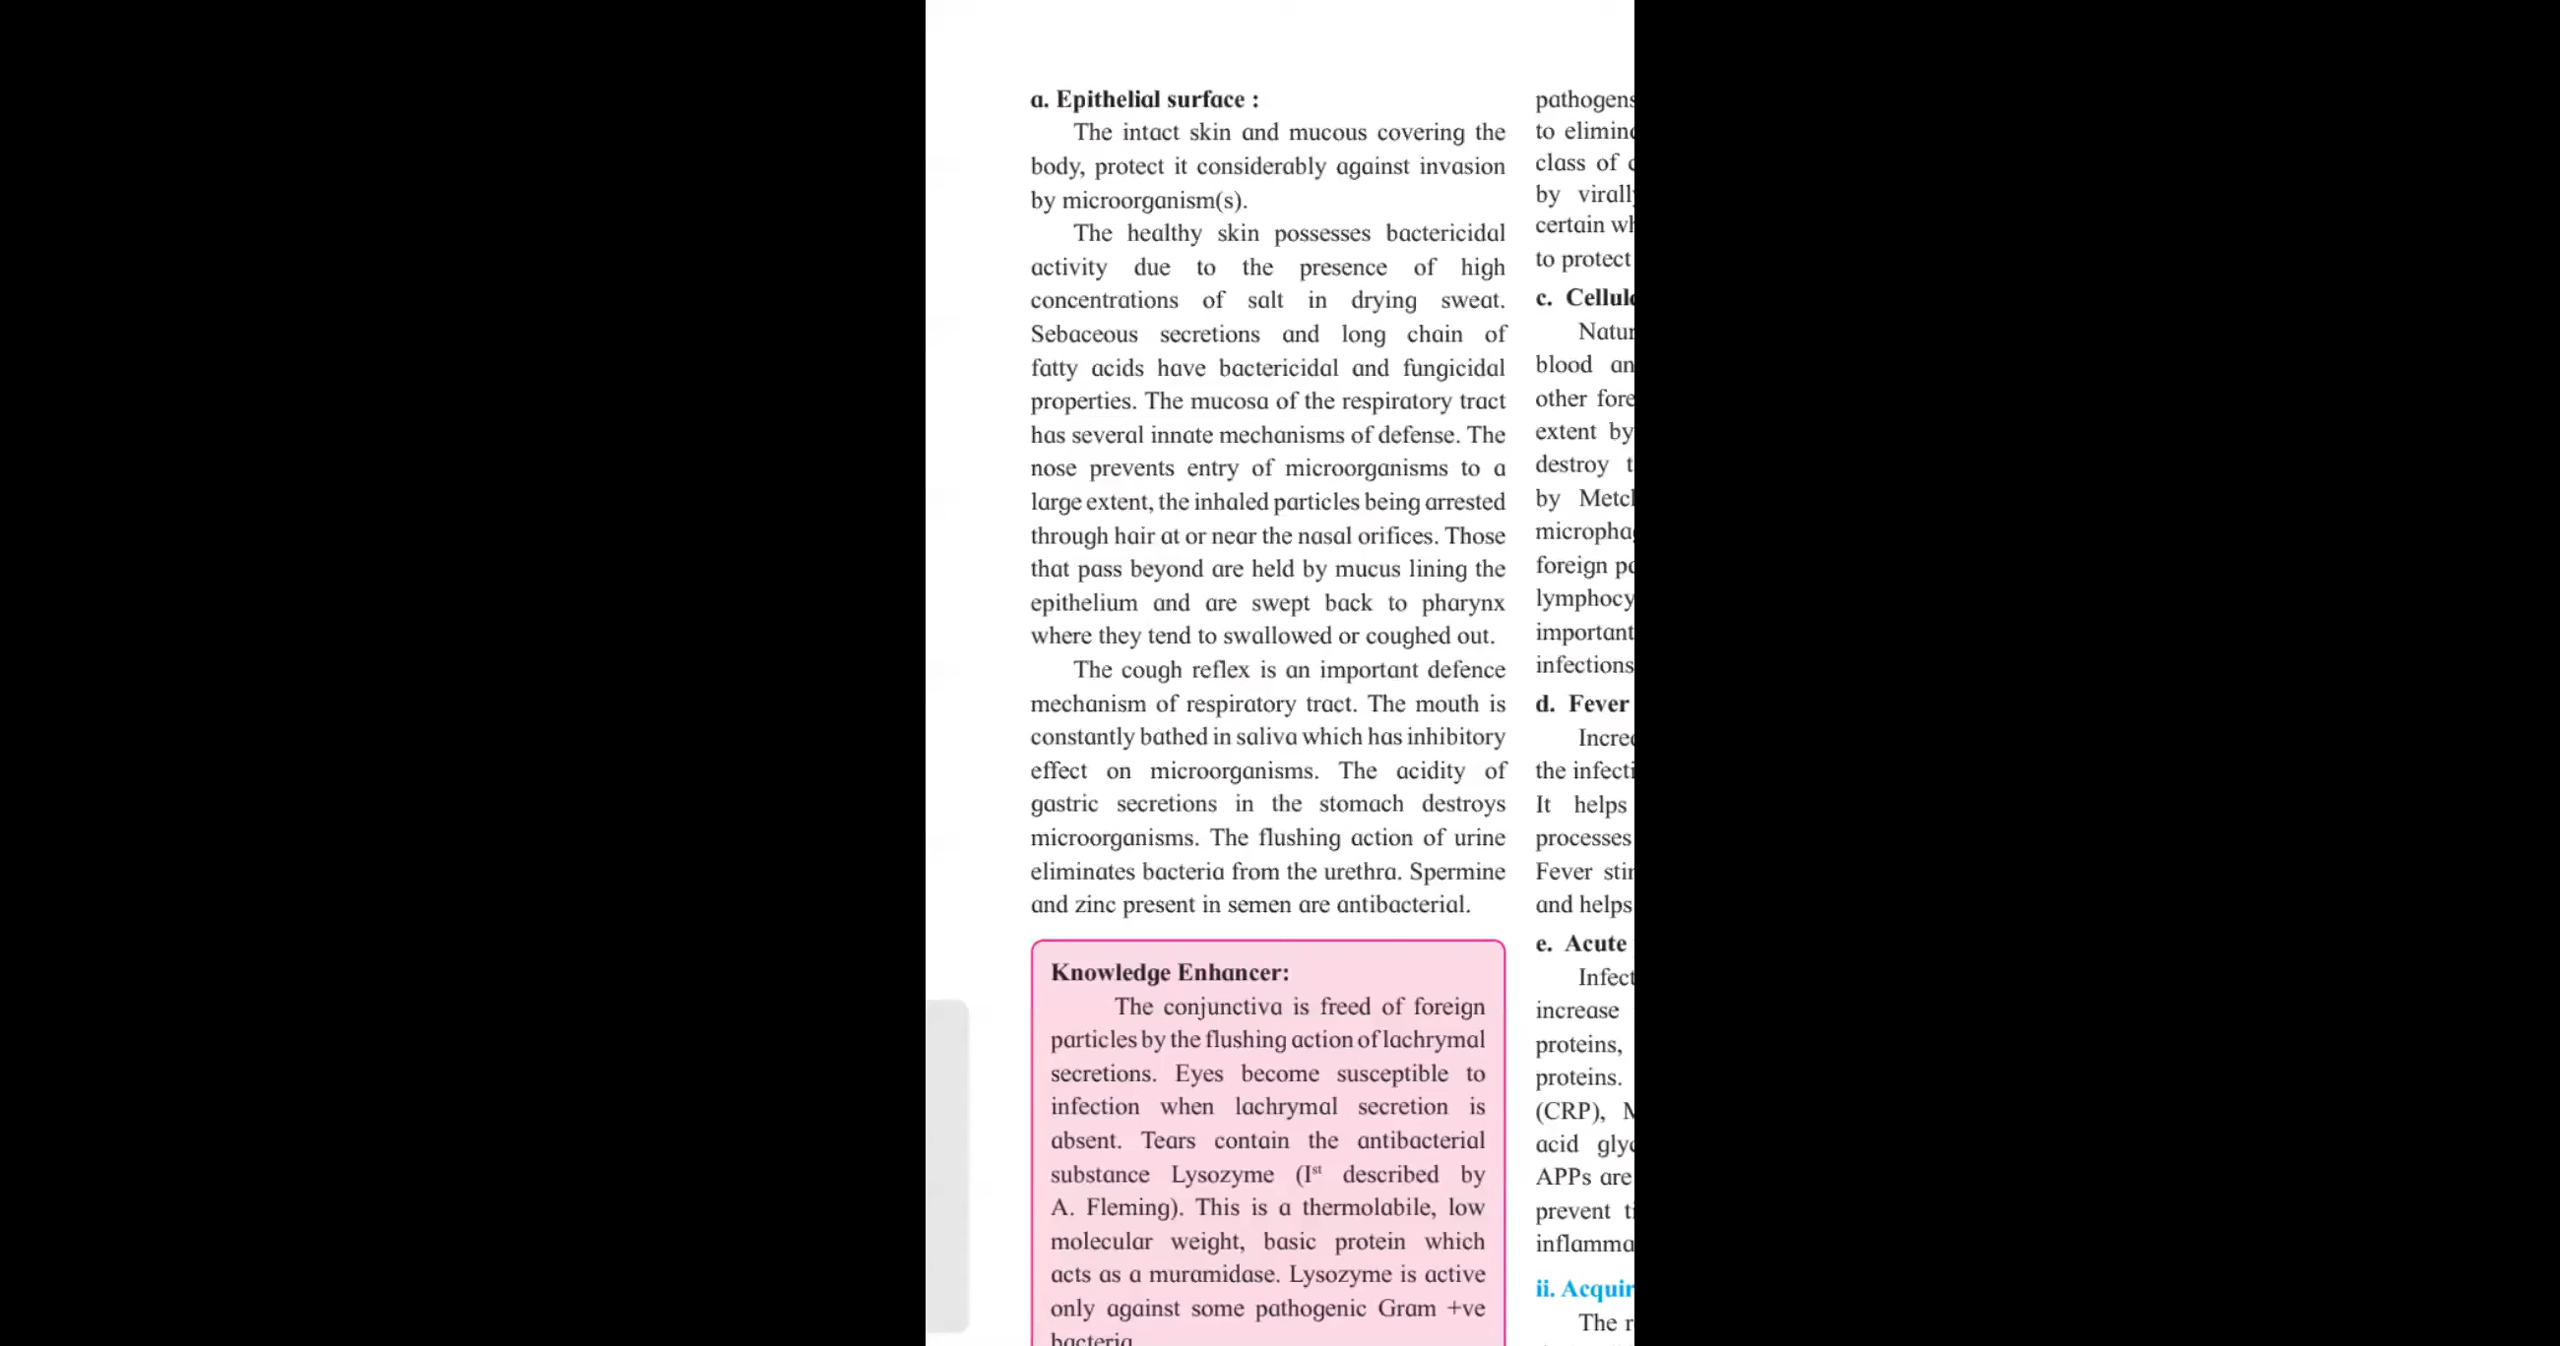 a. Epithelial surface :
The intact skin and mucous covering the
body, protect it considerably against invasion
by microorganism(s).
The healthy skin possesses bactericidal
activity due to the presence of high
concentrations of salt in drying sweat.
Sebaceous secretions and long chain of
fatty acids have bactericidal and fungicidal
properties. The mucosa of the respiratory tract
has several innate mechanisms of defense. The
nose prevents entry of microorganisms to a
large extent, the inhaled particles being arrested
through hair at or near the nasal orifices. Those
that pass beyond are held by mucus lining the
epithelium and are swept back to pharynx
where they tend to swallowed or coughed out.
The cough reflex is an important defence
mechanism of respiratory tract. The mouth is
constantly bathed in saliva which has inhibitory
effect on microorganisms. The acidity of
gastric secretions in the stomach destroys
microorganisms. The flushing action of urine
eliminates bacteria from the urethra. Spermine
and zinc present in semen are antibacterial.
Knowledge Enhancer:
The conjunctiva is freed of foreign
particles by the flushing action of lachrymal
secretions. Eyes become susceptible to
infection when lachrymal secretion is
absent. Tears contain the antibacterial
substance Lysozyme (Ist described by
A. Fleming). This is a thermolabile, low
molecular weight, basic protein which
acts as a muramidase. Lysozyme is active
only against some pathogenic Gram +ve
bacteria
pathogens
to
class of
by
certain
to protect
c.
blood
other
extent by
destroy
by
foreign
important
infections
d. Fever
the
It helps
processes
Fever
and helps
e. Acute
increase
proteins,
proteins.
(CRP),
acid
APPs are
prevent
ii.
The